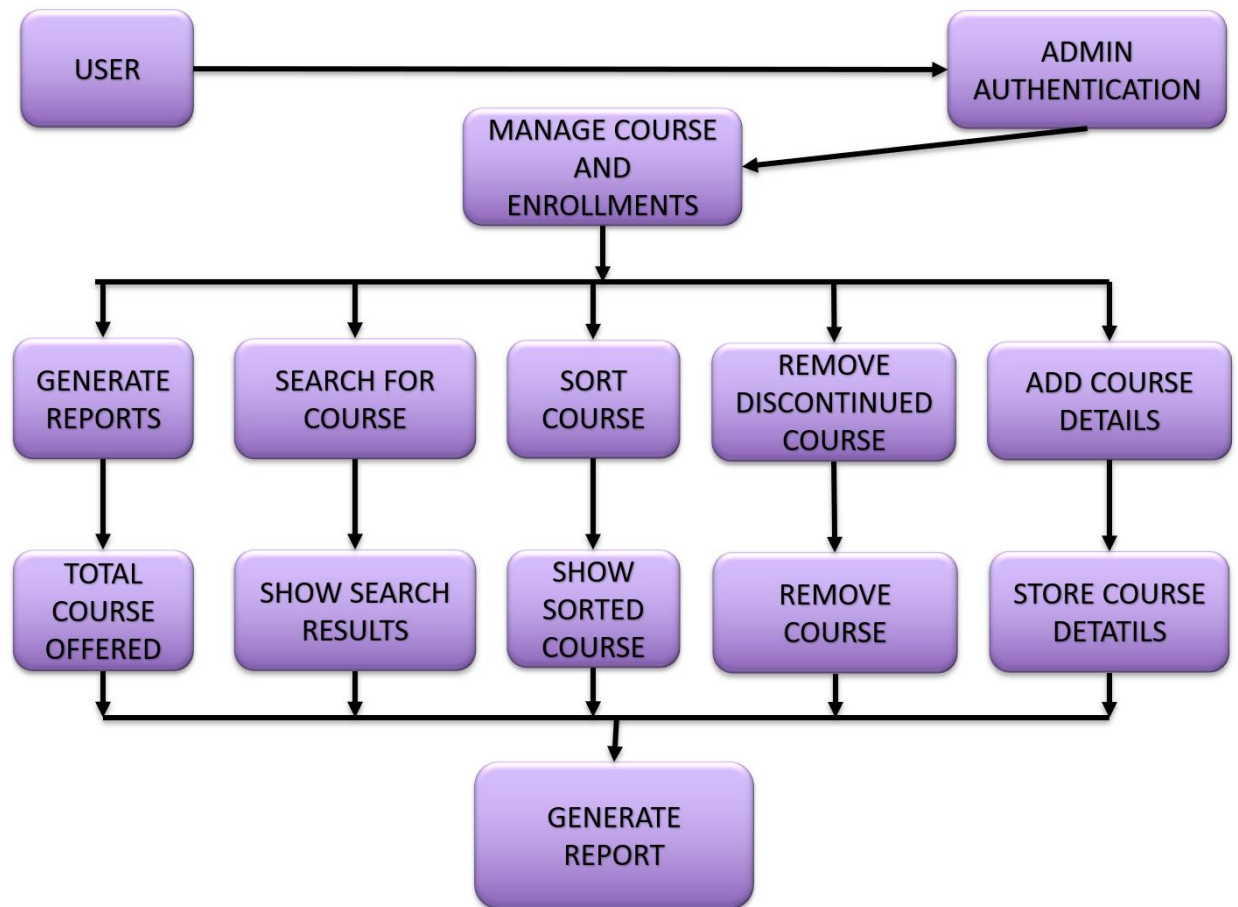 USER
ADMIN
AUTHENTICATION
MANAGE COURSE
AND
ENROLLMENTS
GENERATE
REPORTS
SEARCH FOR
COURSE
SORT
COURSE
REMOVE
DISCONTINUED
COURSE
ADD COURSE
DETAILS
TOTAL
COURSE
OFFERED
SHOW SEARCH
RESULTS
SHOW
SORTED
COURSE
REMOVE
COURSE
STORE COURSE
DETATILS
GENERATE
REPORT